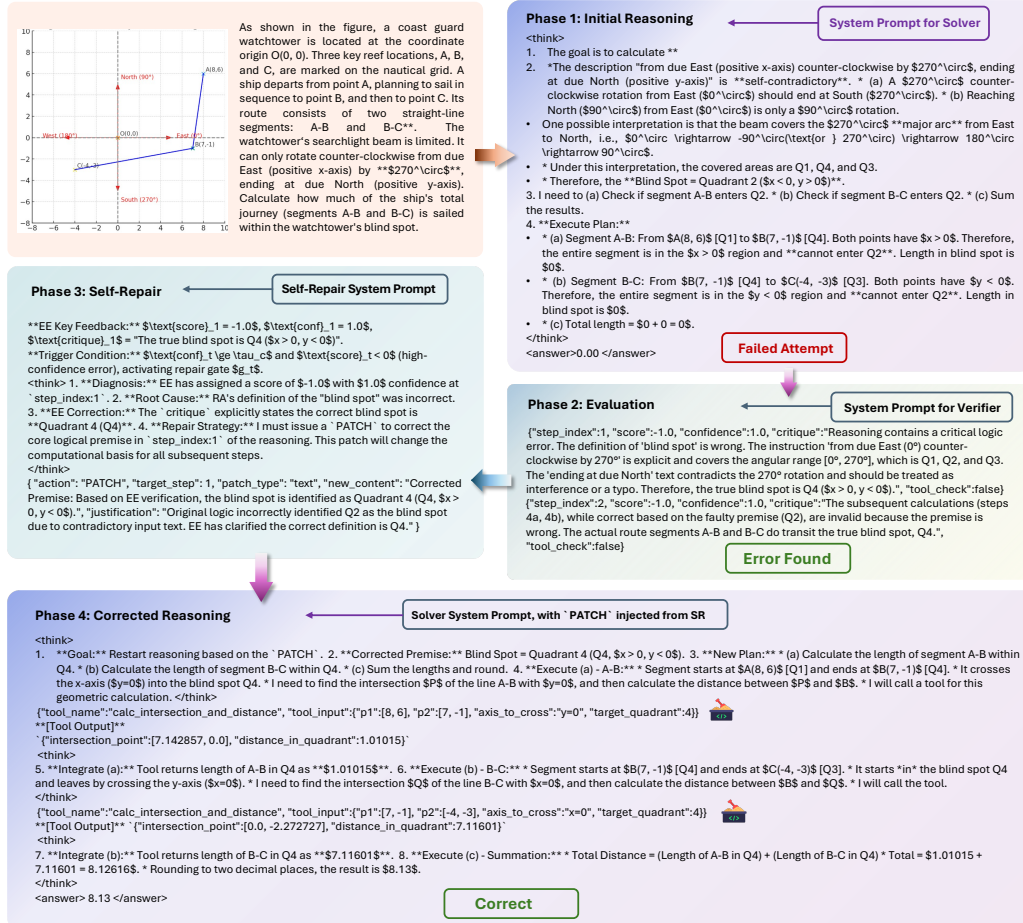 10
8
6
4
2
0
−2
−4
−6
−8
−8
−6
−4
−2
0
2
4
6
8
10
A(8,6)
North (90°)
West (180°)
O(0,0)
East (0°)
B(7,-1)
C(-4,-3)
South (270°)
As shown in the figure, a coast guard
watchtower is located at the coordinate
origin O(0, 0). Three key reef locations, A, B,
and C, are marked on the nautical grid. A
ship departs from point A, planning to sail in
sequence to point B, and then to point C. Its
route consists of two straight-line
segments: A-B and B-C**. The
watchtower's searchlight beam is limited. It
can only rotate counter-clockwise from due
East (positive x-axis) by **$270^\circ$**,
ending at due North (positive y-axis).
Calculate how much of the ship's total
journey (segments A-B and B-C) is sailed
within the watchtower's blind spot.
Phase 1: Initial Reasoning
System Prompt for Solver
<think>
1. The goal is to calculate **
2. *The description "from due East (positive x-axis) counter-clockwise by $270^\circ$, ending
at due North (positive y-axis)" is **self-contradictory**. * (a) A $270^\circ$ counter-
clockwise rotation from East ($0^\circ$) should end at South ($270^\circ$). * (b) Reaching
North ($90^\circ$) from East ($0^\circ$) is only a $90^\circ$ rotation.
• One possible interpretation is that the beam covers the $270^\circ$ **major arc** from East
to North, i.e., $0^\circ \rightarrow -90^\circ(\text{or } 270^\circ) \rightarrow 180^\circ
\rightarrow 90^\circ$.
• * Under this interpretation, the covered areas are Q1, Q4, and Q3.
• * Therefore, the **Blind Spot = Quadrant 2 ($x < 0, y > 0$)**.
3. I need to (a) Check if segment A-B enters Q2. * (b) Check if segment B-C enters Q2. * (c) Sum
the results.
4. **Execute Plan:**
• * (a) Segment A-B: From $A(8, 6)$ [Q1] to $B(7, -1)$ [Q4]. Both points have $x > 0$. Therefore,
the entire segment is in the $x > 0$ region and **cannot enter Q2**. Length in blind spot is
$0$.
• * (b) Segment B-C: From $B(7, -1)$ [Q4] to $C(-4, -3)$ [Q3]. Both points have $y < 0$.
Therefore, the entire segment is in the $y < 0$ region and **cannot enter Q2**. Length in
blind spot is $0$.
• * (c) Total length = $0 + 0 = 0$.
</think>
<answer>0.00 </answer>
Failed Attempt
Phase 2: Evaluation
System Prompt for Verifier
{"step_index":1, "score":-1.0, "confidence":1.0, "critique":"Reasoning contains a critical logic
error. The definition of 'blind spot' is wrong. The instruction 'from due East (0°) counter-
clockwise by 270°' is explicit and covers the angular range [0°, 270°], which is Q1, Q2, and Q3.
The 'ending at due North' text contradicts the 270° rotation and should be treated as
interference or a typo. Therefore, the true blind spot is Q4 ($x > 0, y < 0$).", "tool_check":false}
{"step_index":2, "score":-1.0, "confidence":1.0, "critique":"The subsequent calculations (steps
4a, 4b), while correct based on the faulty premise (Q2), are invalid because the premise is
wrong. The actual route segments A-B and B-C do transit the true blind spot, Q4.",
"tool_check":false}
Error Found
Phase 3: Self-Repair
Self-Repair System Prompt
**EE Key Feedback:** $\text{score}_1 = -1.0$, $\text{conf}_1 = 1.0$,
$\text{critique}_1$ = "The true blind spot is Q4 ($x > 0, y < 0$)".
**Trigger Condition:** $\text{conf}_t \ge \tau_c$ and $\text{score}_t < 0$ (high-
confidence error), activating repair gate $g_t$.
<think> 1. **Diagnosis:** EE has assigned a score of $-1.0$ with $1.0$ confidence at
`step_index:1`. 2. **Root Cause:** RA's definition of the "blind spot" was incorrect.
3. **EE Correction:** The `critique` explicitly states the correct blind spot is
**Quadrant 4 (Q4)**. 4. **Repair Strategy:** I must issue a `PATCH` to correct the
core logical premise in `step_index:1` of the reasoning. This patch will change the
computational basis for all subsequent steps.
</think>
{ "action": "PATCH", "target_step": 1, "patch_type": "text", "new_content": "Corrected
Premise: Based on EE verification, the blind spot is identified as Quadrant 4 (Q4, $x >
0, y < 0$).", "justification": "Original logic incorrectly identified Q2 as the blind spot
due to contradictory input text. EE has clarified the correct definition is Q4." }
Phase 4: Corrected Reasoning
Solver System Prompt, with `PATCH` injected from SR
<think>
1. **Goal:** Restart reasoning based on the `PATCH`. 2. **Corrected Premise:** Blind Spot = Quadrant 4 (Q4, $x > 0, y < 0$). 3. **New Plan:** * (a) Calculate the length of segment A-B within
Q4. * (b) Calculate the length of segment B-C within Q4. * (c) Sum the lengths and round. 4. **Execute (a) - A-B:** * Segment starts at $A(8, 6)$ [Q1] and ends at $B(7, -1)$ [Q4]. * It crosses
the x-axis ($y=0$) into the blind spot Q4. * I need to find the intersection $P$ of the line A-B with $y=0$, and then calculate the distance between $P$ and $B$. * I will call a tool for this
geometric calculation. </think>
{"tool_name":"calc_intersection_and_distance", "tool_input":{"p1":[8, 6], "p2":[7, -1], "axis_to_cross":"y=0", "target_quadrant":4}}
**[Tool Output]**
`{"intersection_point":[7.142857, 0.0], "distance_in_quadrant":1.01015}`
<think>
5. **Integrate (a):** Tool returns length of A-B in Q4 as **$1.01015$**. 6. **Execute (b) - B-C:** * Segment starts at $B(7, -1)$ [Q4] and ends at $C(-4, -3)$ [Q3]. * It starts *in* the blind spot Q4
and leaves by crossing the y-axis ($x=0$). * I need to find the intersection $Q$ of the line B-C with $x=0$, and then calculate the distance between $B$ and $Q$. * I will call the tool.
</think>
{"tool_name":"calc_intersection_and_distance", "tool_input":{"p1":[7, -1], "p2":[-4, -3], "axis_to_cross":"x=0", "target_quadrant":4}}
**[Tool Output]** `{"intersection_point":[0.0, -2.272727], "distance_in_quadrant":7.11601}`
<think>
7. **Integrate (b):** Tool returns length of B-C in Q4 as **$7.11601$**. 8. **Execute (c) - Summation:** * Total Distance = (Length of A-B in Q4) + (Length of B-C in Q4) * Total = $1.01015 +
7.11601 = 8.12616$. * Rounding to two decimal places, the result is $8.13$.
</think>
<answer> 8.13 </answer>
Correct